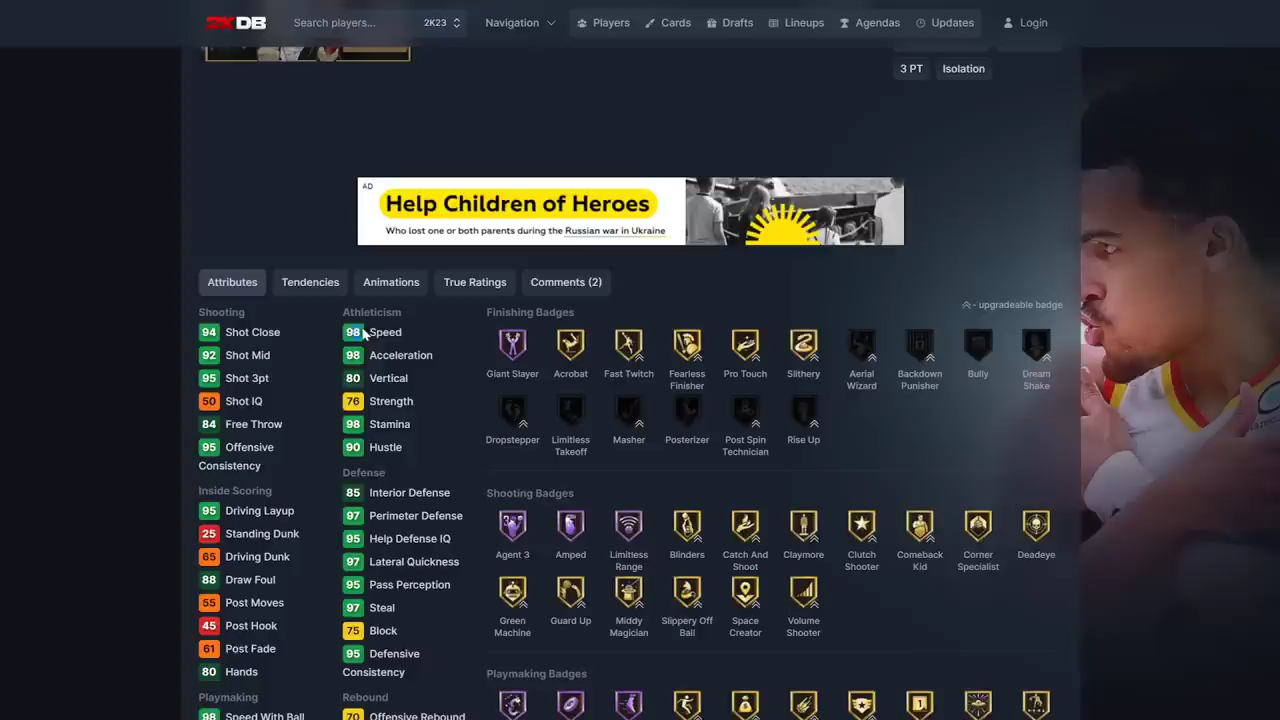 2KDB
Search players...
2K23
Navigation
Players
Cards
Drafts
Lineups
Agendas
Updates
Login
3 PT
Isolation
AD
Help Children of Heroes
Who lost one or both parents during the Russian war in Ukraine
Attributes
Tendencies
Animations
True Ratings
Comments (2)
- upgradeable badge
Shooting
94 Shot Close
92 Shot Mid
95 Shot 3pt
50 Shot IQ
84 Free Throw
95 Offensive
Consistency
Inside Scoring
95 Driving Layup
25 Standing Dunk
65 Driving Dunk
88 Draw Foul
55 Post Moves
45 Post Hook
61 Post Fade
80 Hands
Playmaking
98 Speed With Ball
Athleticism
98 Speed
98 Acceleration
80 Vertical
76 Strength
98 Stamina
90 Hustle
Defense
85 Interior Defense
97 Perimeter Defense
95 Help Defense IQ
97 Lateral Quickness
95 Pass Perception
97 Steal
75 Block
95 Defensive
Consistency
Rebound
70 Offensive Rebound
Finishing Badges
Giant Slayer
Acrobat
Fast Twitch
Fearless
Finisher
Pro Touch
Slithery
Aerial
Wizard
Backdown
Punisher
Bully
Dream
Shake
Dropstepper
Limitless
Takeoff
Masher
Posterizer
Post Spin
Technician
Rise Up
Shooting Badges
Agent 3
Amped
Limitless
Range
Blinders
Catch And
Shoot
Claymore
Clutch
Shooter
Comeback
Kid
Corner
Specialist
Deadeye
Green
Machine
Guard Up
Middy
Magician
Slippery Off
Ball
Space
Creator
Volume
Shooter
Playmaking Badges